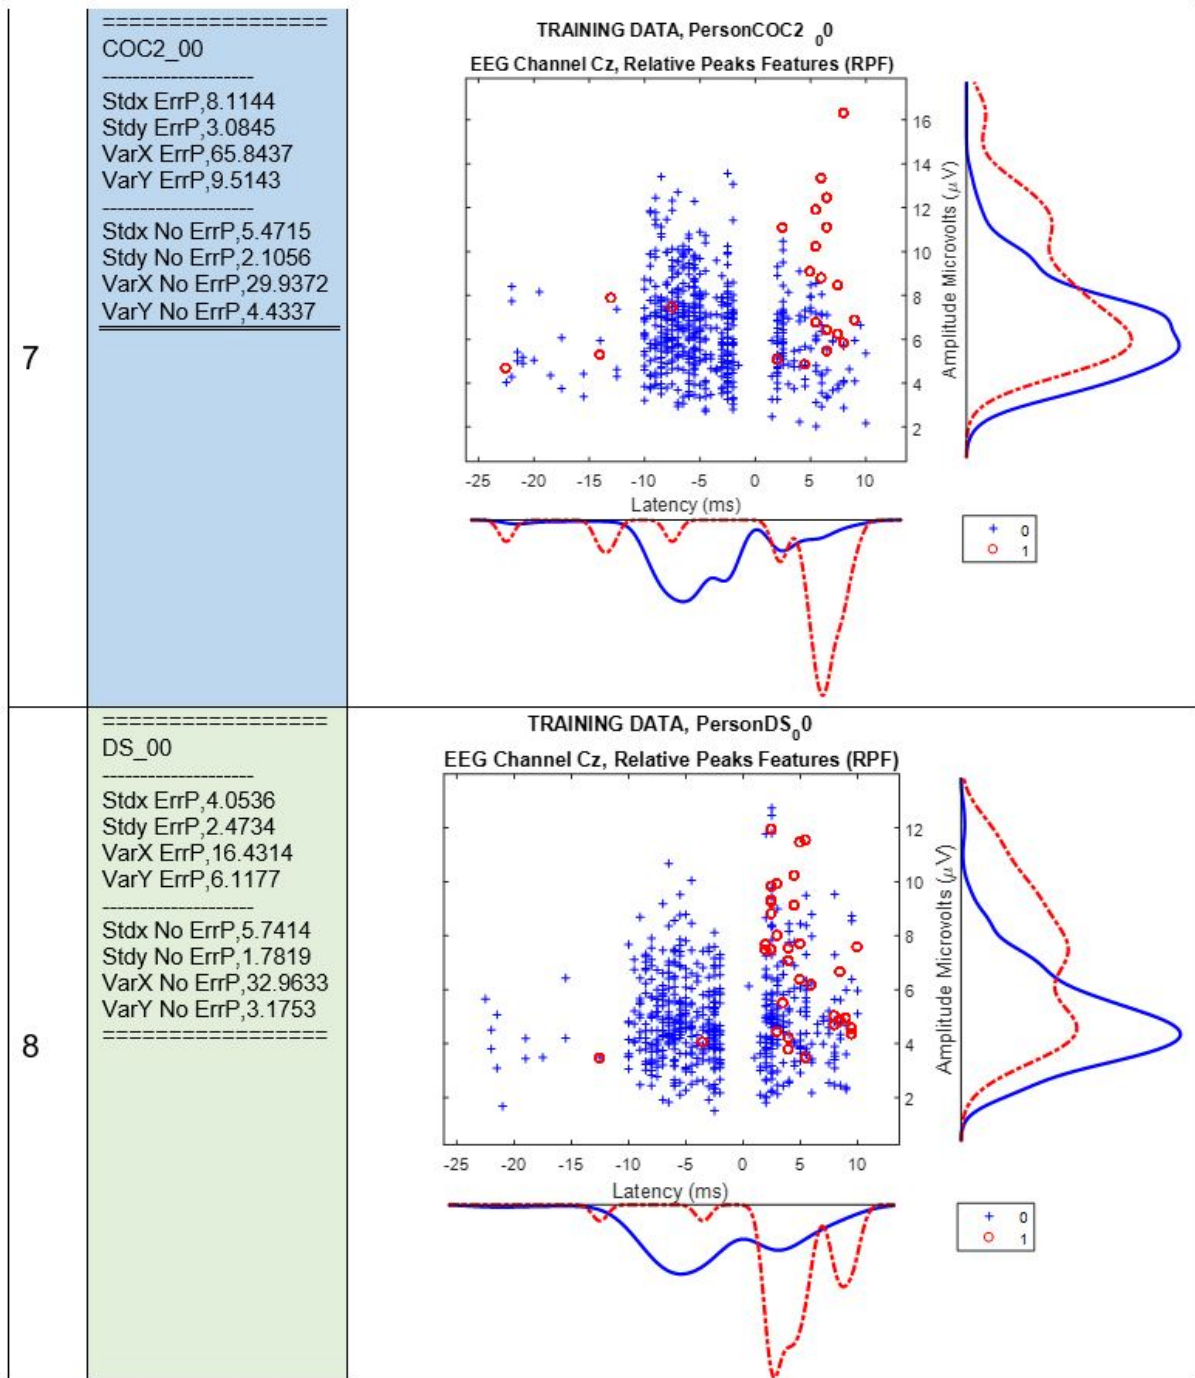 7
=================
COC2_00
--------------------
Stdx ErrP,8.1144
Stdy ErrP,3.0845
VarX ErrP,65.8437
VarY ErrP,9.5143
--------------------
Stdx No ErrP,5.4715
Stdy No ErrP,2.1056
VarX No ErrP,29.9372
VarY No ErrP,4.4337
TRAINING DATA, PersonCOC2 00
EEG Channel Cz, Relative Peaks Features (RPF)
16
14
12
10
8
6
4
2
Amplitude Microvolts (μ V)
-25 -20 -15 -10 -5 0 5 10
Latency (ms)
+ 0
o 1
8
=================
DS_00
--------------------
Stdx ErrP,4.0536
Stdy ErrP,2.4734
VarX ErrP,16.4314
VarY ErrP,6.1177
--------------------
Stdx No ErrP,5.7414
Stdy No ErrP,1.7819
VarX No ErrP,32.9633
VarY No ErrP,3.1753
=================
TRAINING DATA, PersonDS00
EEG Channel Cz, Relative Peaks Features (RPF)
12
10
8
6
4
2
Amplitude Microvolts (μ V)
-25 -20 -15 -10 -5 0 5 10
Latency (ms)
+ 0
o 1